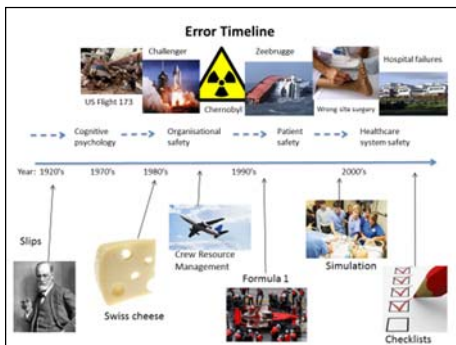 Error Timeline
Challenger
Zeebrugge
Hospital failures
US Flight 173
Chernobyl
Wrong site surgery
Cognitive
psychology
Organisational
safety
Patient
safety
Healthcare
system safety
Year: 1920's 1970's 1980's 1990's 2000's
Slips
Swiss cheese
Crew Resource
Management
Formula 1
Simulation
Checklists